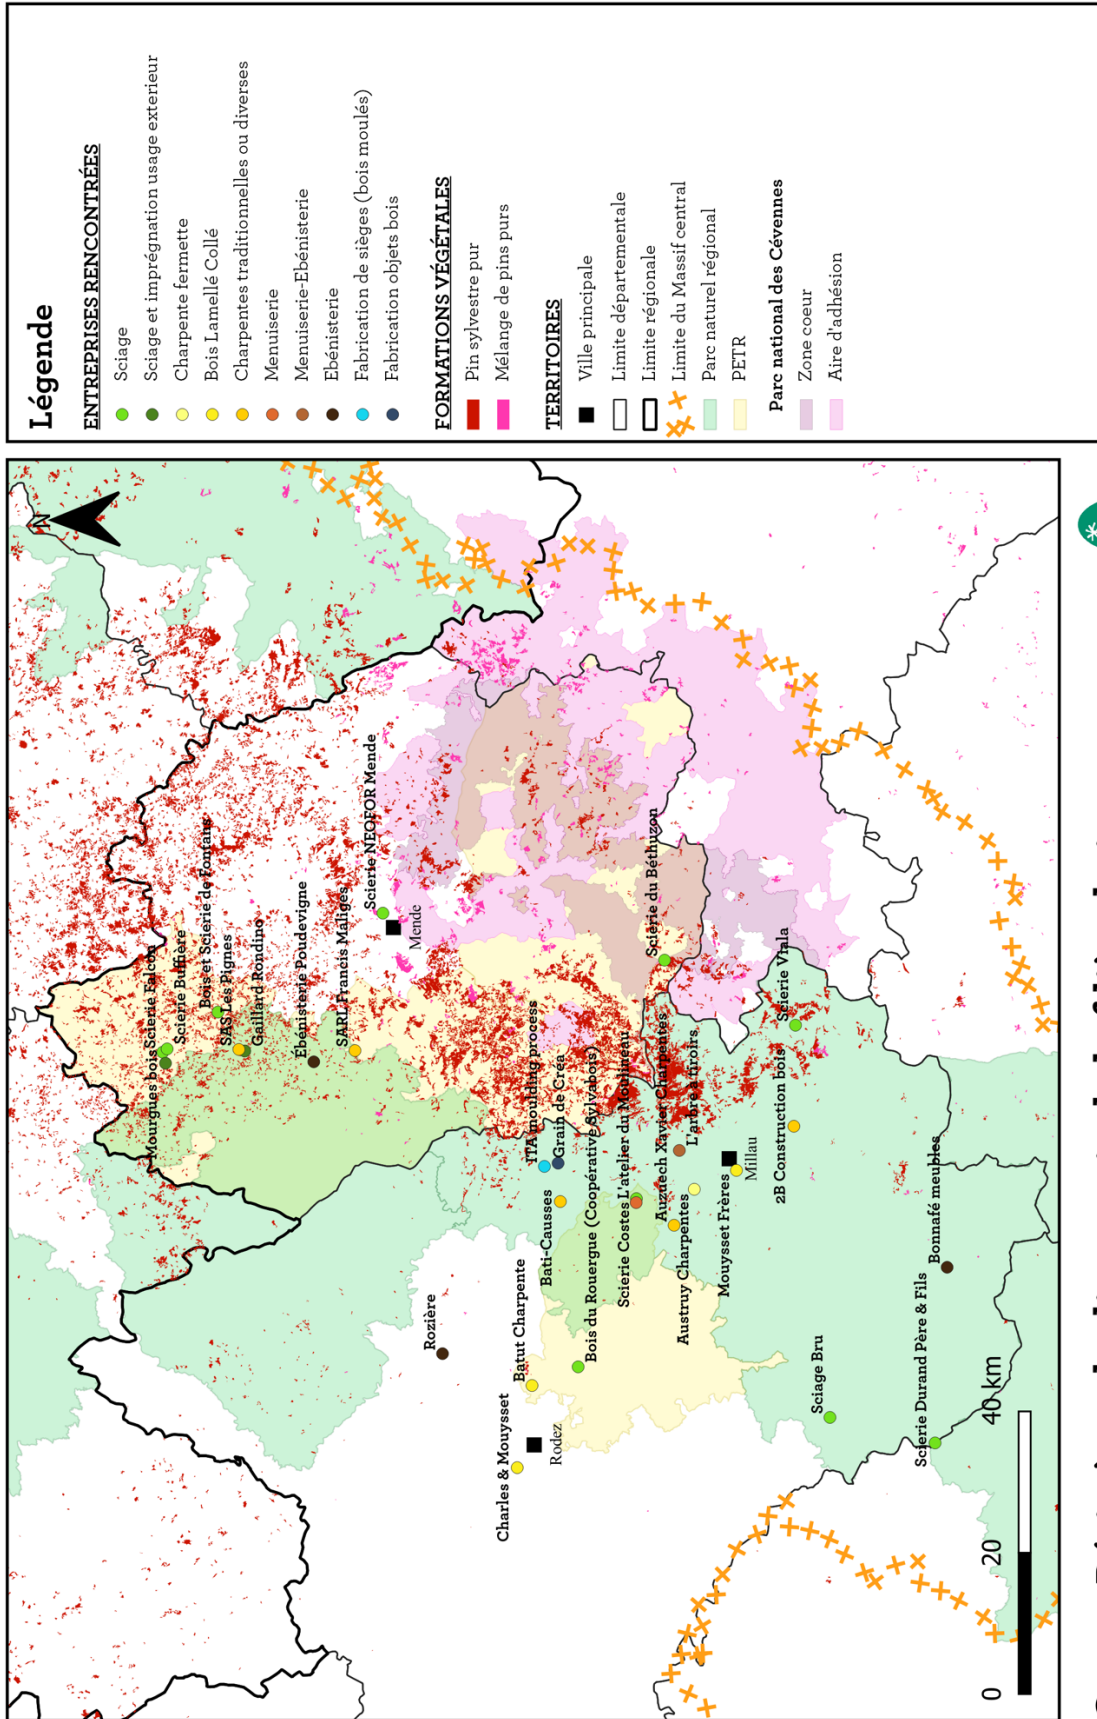 Légende
ENTREPRISES RENCONTRÉES
Sciage
Sciage et imprégnation usage exterieur
Charpente fermette
Bois Lamellé Collé
Charpentes traditionnelles ou diverses
Menuiserie
Menuiserie-Ebénisterie
Ebénisterie
Fabrication de sièges (bois moulés)
Fabrication objets bois
FORMATIONS VÉGÉTALES
Pin sylvestre pur
Mélange de pins purs
TERRITOIRES
Ville principale
Limite départementale
Limite régionale
Limite du Massif central
Parc naturel régional
PETR
Parc national des Cévennes
Zone coeur
Aire d'adhésion
N
Mourgues bois
Scierie Falcon
Scierie Buffière
Bois et Scierie de Fontans
SAS Les Pignes
Gaillard Rondino
Ebénisterie Poudevigne
SARL Francis Maliges
Scierie NEOFOR Mende
Mende
Rozière
Charles & Mouysset
Batut Charpente
Rodez
ITA moulding process
Grain de Créa
Bati-Causses
Bois du Rouergue (Coopérative Sylvabois)
Scierie Costes
L'atelier du Moulineau
Scierie du Béthuzon
Auzuech Xavier Charpentes
Austruy Charpentes
L'arbre à tiroirs
Mouysset Frères
Millau
Scierie Viala
2B Construction bois
Sciage Bru
Scierie Durand Père & Fils
Bonnafé meubles
0
20
40 km